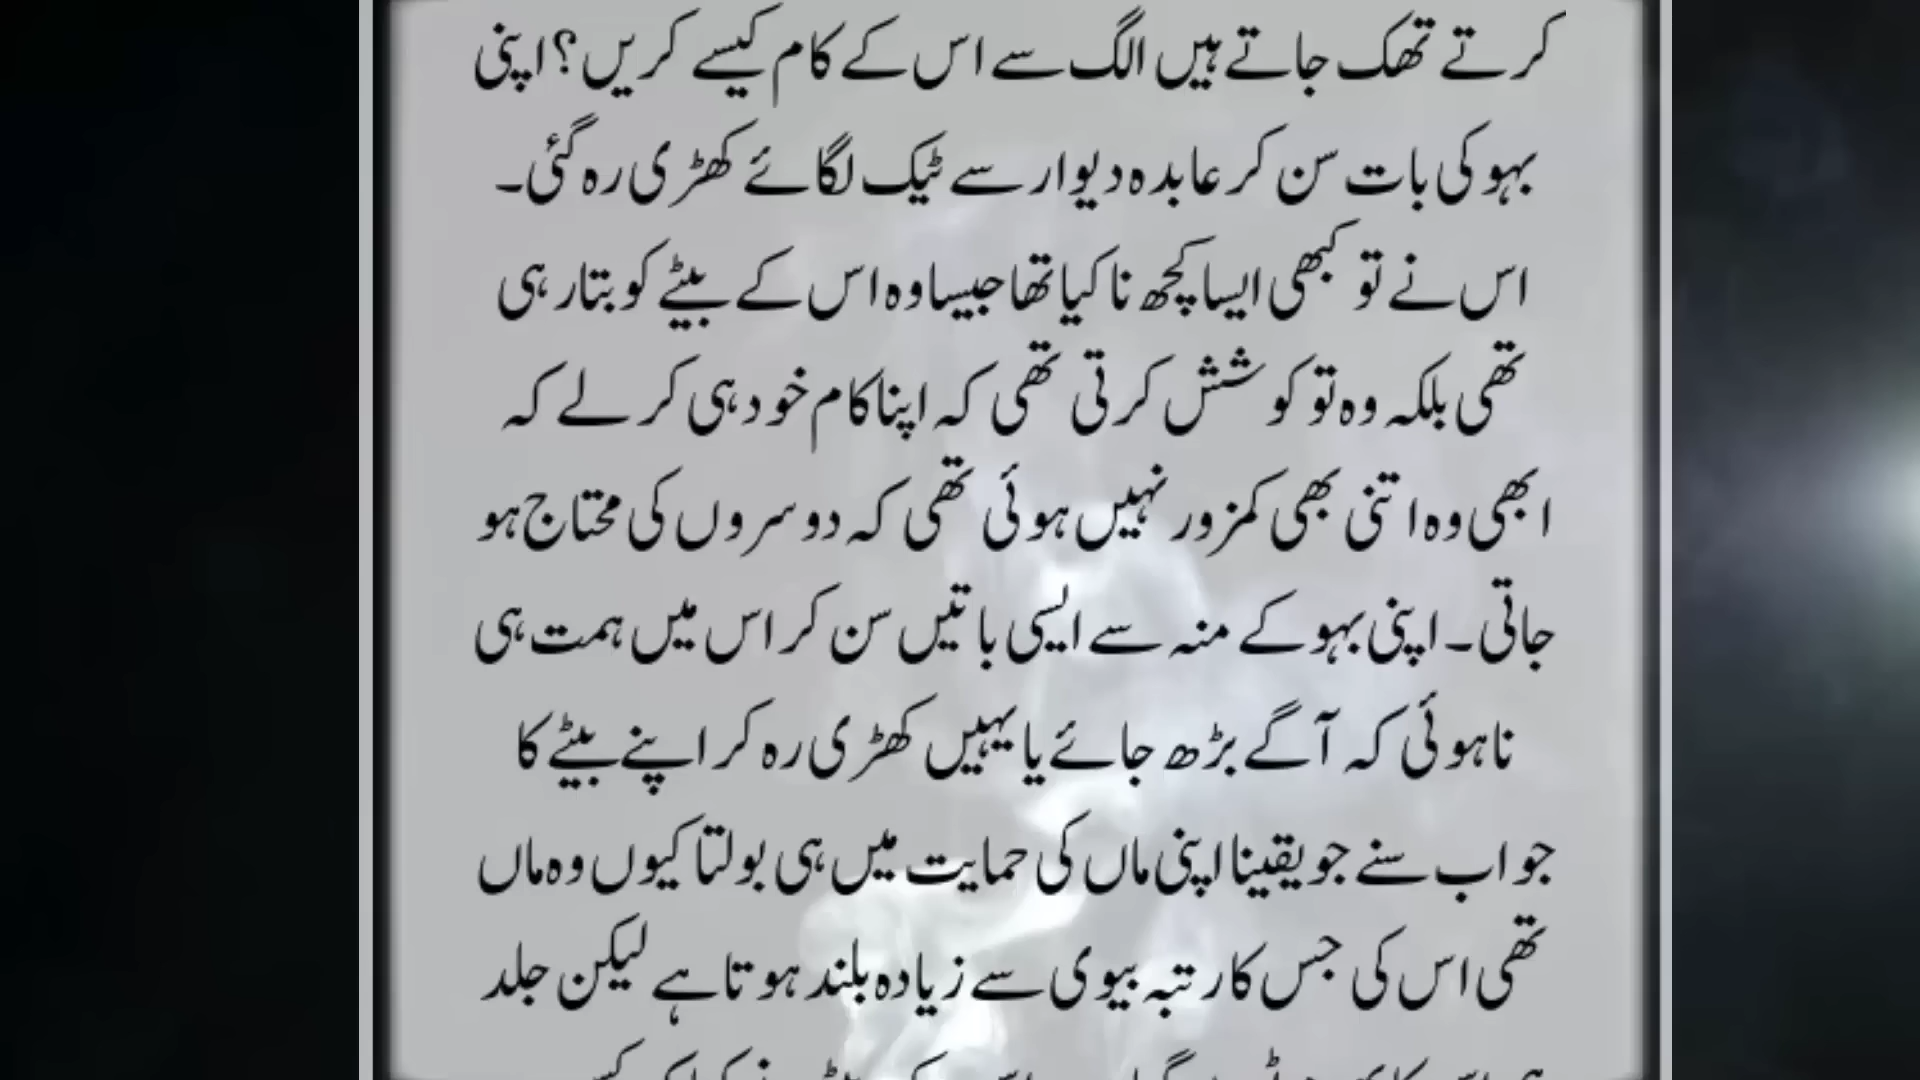 کرتے تھک جاتے ہیں الگ سے اس کے کام کیسے کریں؟ اپنی
بہو کی بات سن کر عابدہ دیوار سے ٹیک لگائے کھڑی رہ گئی۔
اس نے تو کبھی ایسا کچھ نا کیا تھا جیسا وہ اس کے بیٹے کو بتا رہی
تھی بلکہ وہ تو کوشش کرتی تھی کہ اپنا کام خود ہی کر لے کہ
ابھی وہ اتنی بھی کمزور نہیں ہوئی تھی کہ دوسروں کی محتاج ہو
جاتی۔ اپنی بہو کے منہ سے ایسی باتیں سن کر اس میں ہمت ہی
نا ہوئی کہ آگے بڑھ جائے یا یہیں کھڑی رہ کر اپنے بیٹے کا
جواب سنے جو یقینا اپنی ماں کی حمایت میں ہی بولتا کیوں وہ ماں
تھی اس کی جس کا رتبہ بیوی سے زیادہ بلند ہوتا ہے لیکن جلد